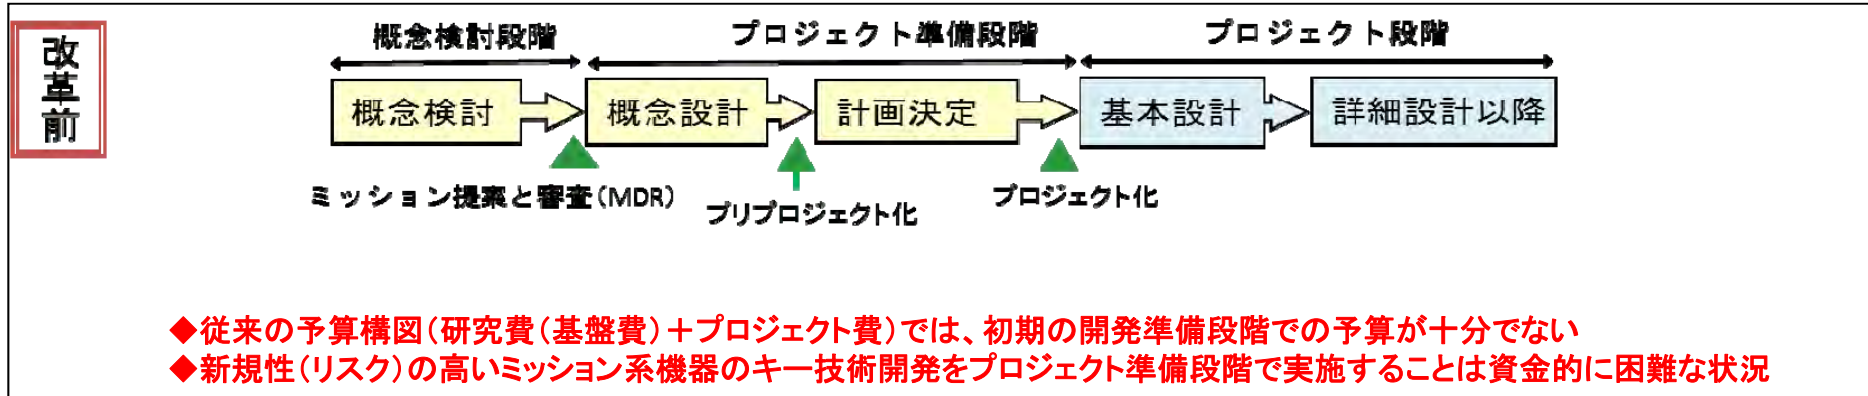 改革前
概念検討段階 プロジェクト準備段階 プロジェクト段階
概念検討 概念設計 計画決定 基本設計 詳細設計以降
ミッション提案と審査(MDR) プリプロジェクト化 プロジェクト化
◆従来の予算構図(研究費(基盤費)+プロジェクト費)では、初期の開発準備段階での予算が十分でない
◆新規性(リスク)の高いミッション系機器のキー技術開発をプロジェクト準備段階で実施することは資金的に困難な状況